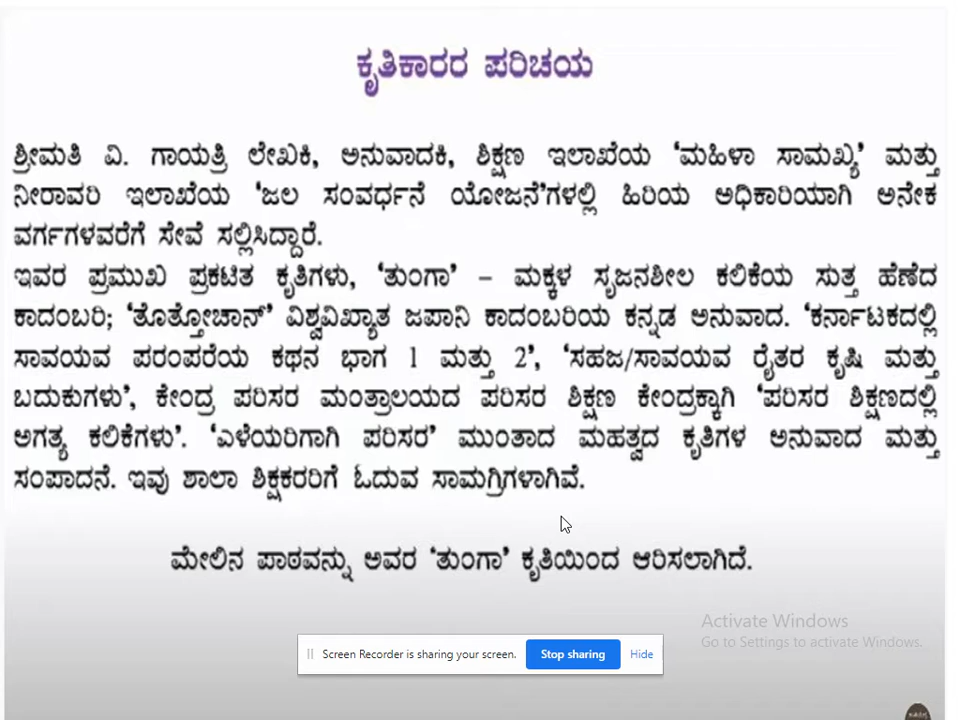 ಕೃತಿಕಾರರ ಪರಿಚಯ
ಶ್ರೀಮತಿ ವಿ. ಗಾಯತ್ರಿ ಲೇಖಕಿ, ಅನುವಾದಕಿ, ಶಿಕ್ಷಣ ಇಲಾಖೆಯ ‘ಮಹಿಳಾ ಸಾಮಖ್ಯ’ ಮತ್ತು
ನೀರಾವರಿ ಇಲಾಖೆಯ ‘ಜಲ ಸಂವರ್ಧನೆ ಯೋಜನೆ’ಗಳಲ್ಲಿ ಹಿರಿಯ ಅಧಿಕಾರಿಯಾಗಿ ಅನೇಕ
ವರ್ಗಗಳವರೆಗೆ ಸೇವೆ ಸಲ್ಲಿಸಿದ್ದಾರೆ.
ಇವರ ಪ್ರಮುಖ ಪ್ರಕಟಿತ ಕೃತಿಗಳು, ‘ತುಂಗಾ’ – ಮಕ್ಕಳ ಸೃಜನಶೀಲ ಕಲಿಕೆಯ ಸುತ್ತ ಹೆಣೆದ
ಕಾದಂಬರಿ; ‘ತೊತ್ತೋಚಾನ್’ ವಿಶ್ವವಿಖ್ಯಾತ ಜಪಾನಿ ಕಾದಂಬರಿಯ ಕನ್ನಡ ಅನುವಾದ. ‘ಕರ್ನಾಟಕದಲ್ಲಿ
ಸಾವಯವ ಪರಂಪರೆಯ ಕಥನ ಭಾಗ 1 ಮತ್ತು 2’, ‘ಸಹಜ/ಸಾವಯವ ರೈತರ ಕೃಷಿ ಮತ್ತು
ಬದುಕುಗಳು’, ಕೇಂದ್ರ ಪರಿಸರ ಮಂತ್ರಾಲಯದ ಪರಿಸರ ಶಿಕ್ಷಣ ಕೇಂದ್ರಕ್ಕಾಗಿ ‘ಪರಿಸರ ಶಿಕ್ಷಣದಲ್ಲಿ
ಅಗತ್ಯ ಕಲಿಕೆಗಳು’. ‘ಎಳೆಯರಿಗಾಗಿ ಪರಿಸರ’ ಮುಂತಾದ ಮಹತ್ವದ ಕೃತಿಗಳ ಅನುವಾದ ಮತ್ತು
ಸಂಪಾದನೆ. ಇವು ಶಾಲಾ ಶಿಕ್ಷಕರರಿಗೆ ಓದುವ ಸಾಮಗ್ರಿಗಳಾಗಿವೆ.
ಮೇಲಿನ ಪಾಠವನ್ನು ಅವರ ‘ತುಂಗಾ’ ಕೃತಿಯಿಂದ ಆರಿಸಲಾಗಿದೆ.
Activate Windows
Go to Settings to activate Windows.
Screen Recorder is sharing your screen. Stop sharing Hide